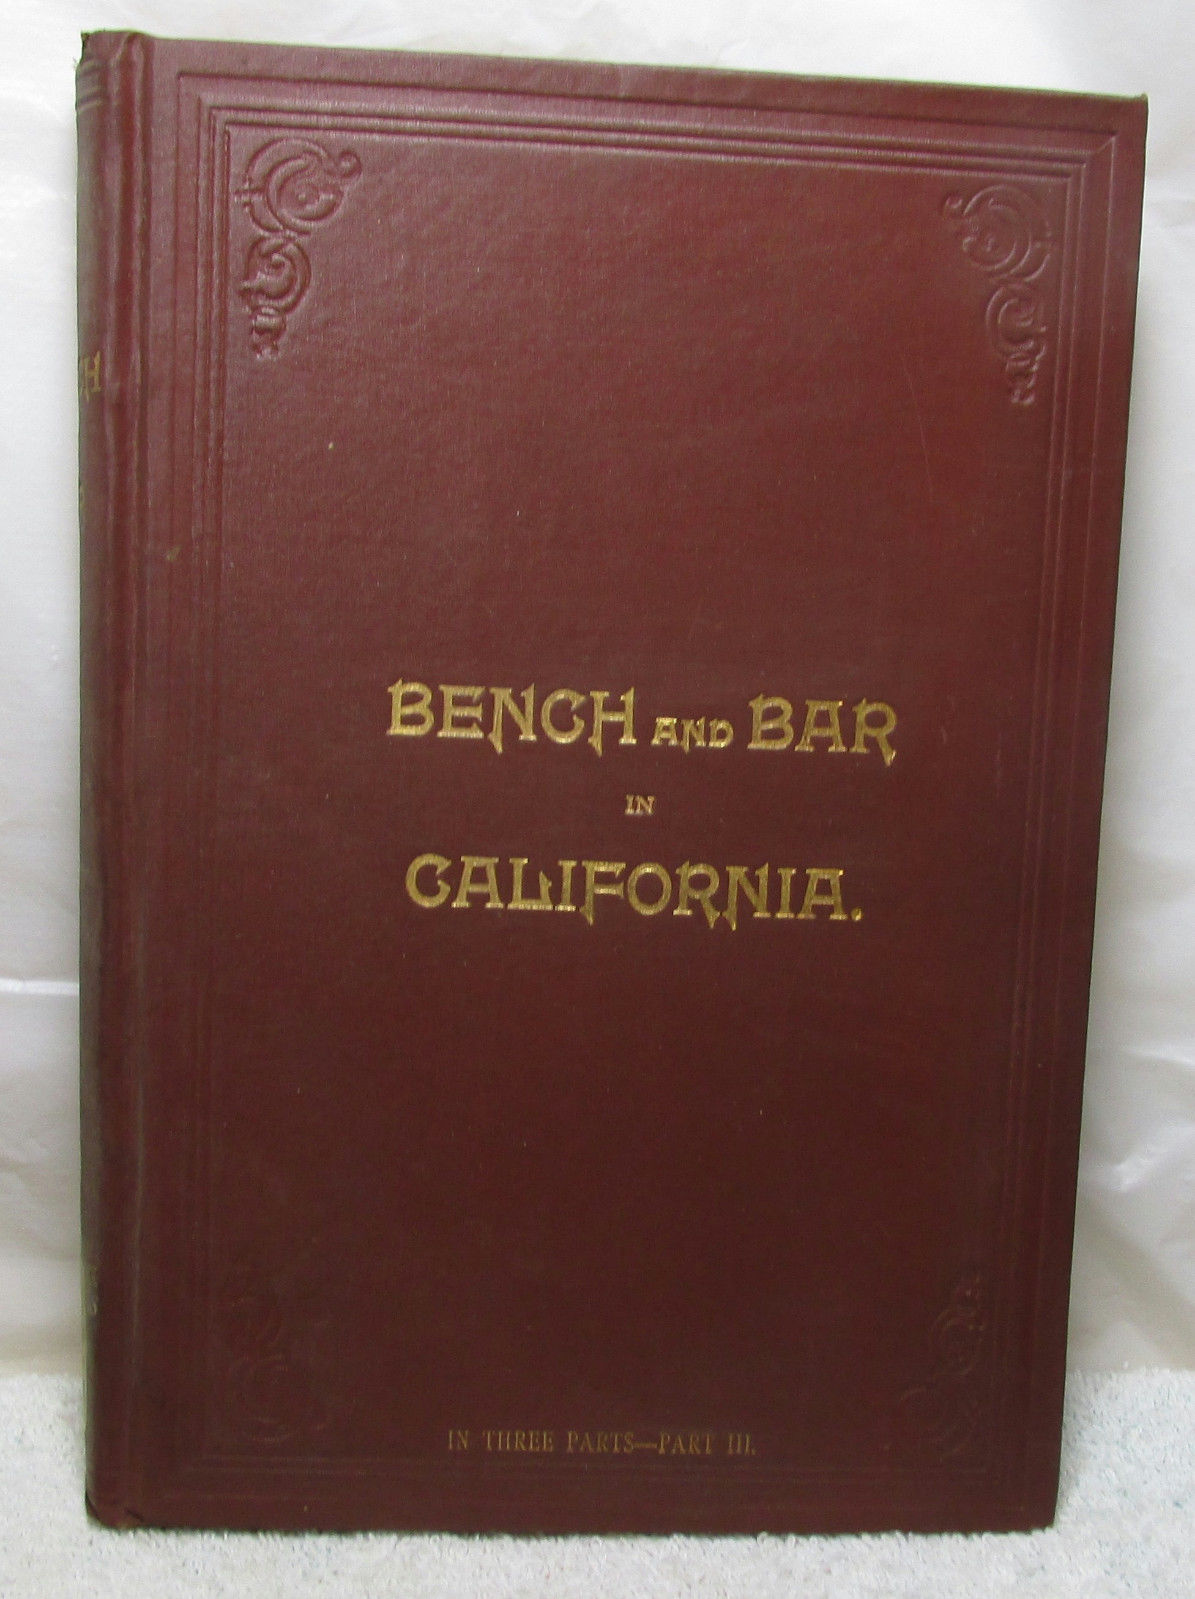 BENCH AND BAR
IN
CALIFORNIA.
IN THREE PARTS—PART III.